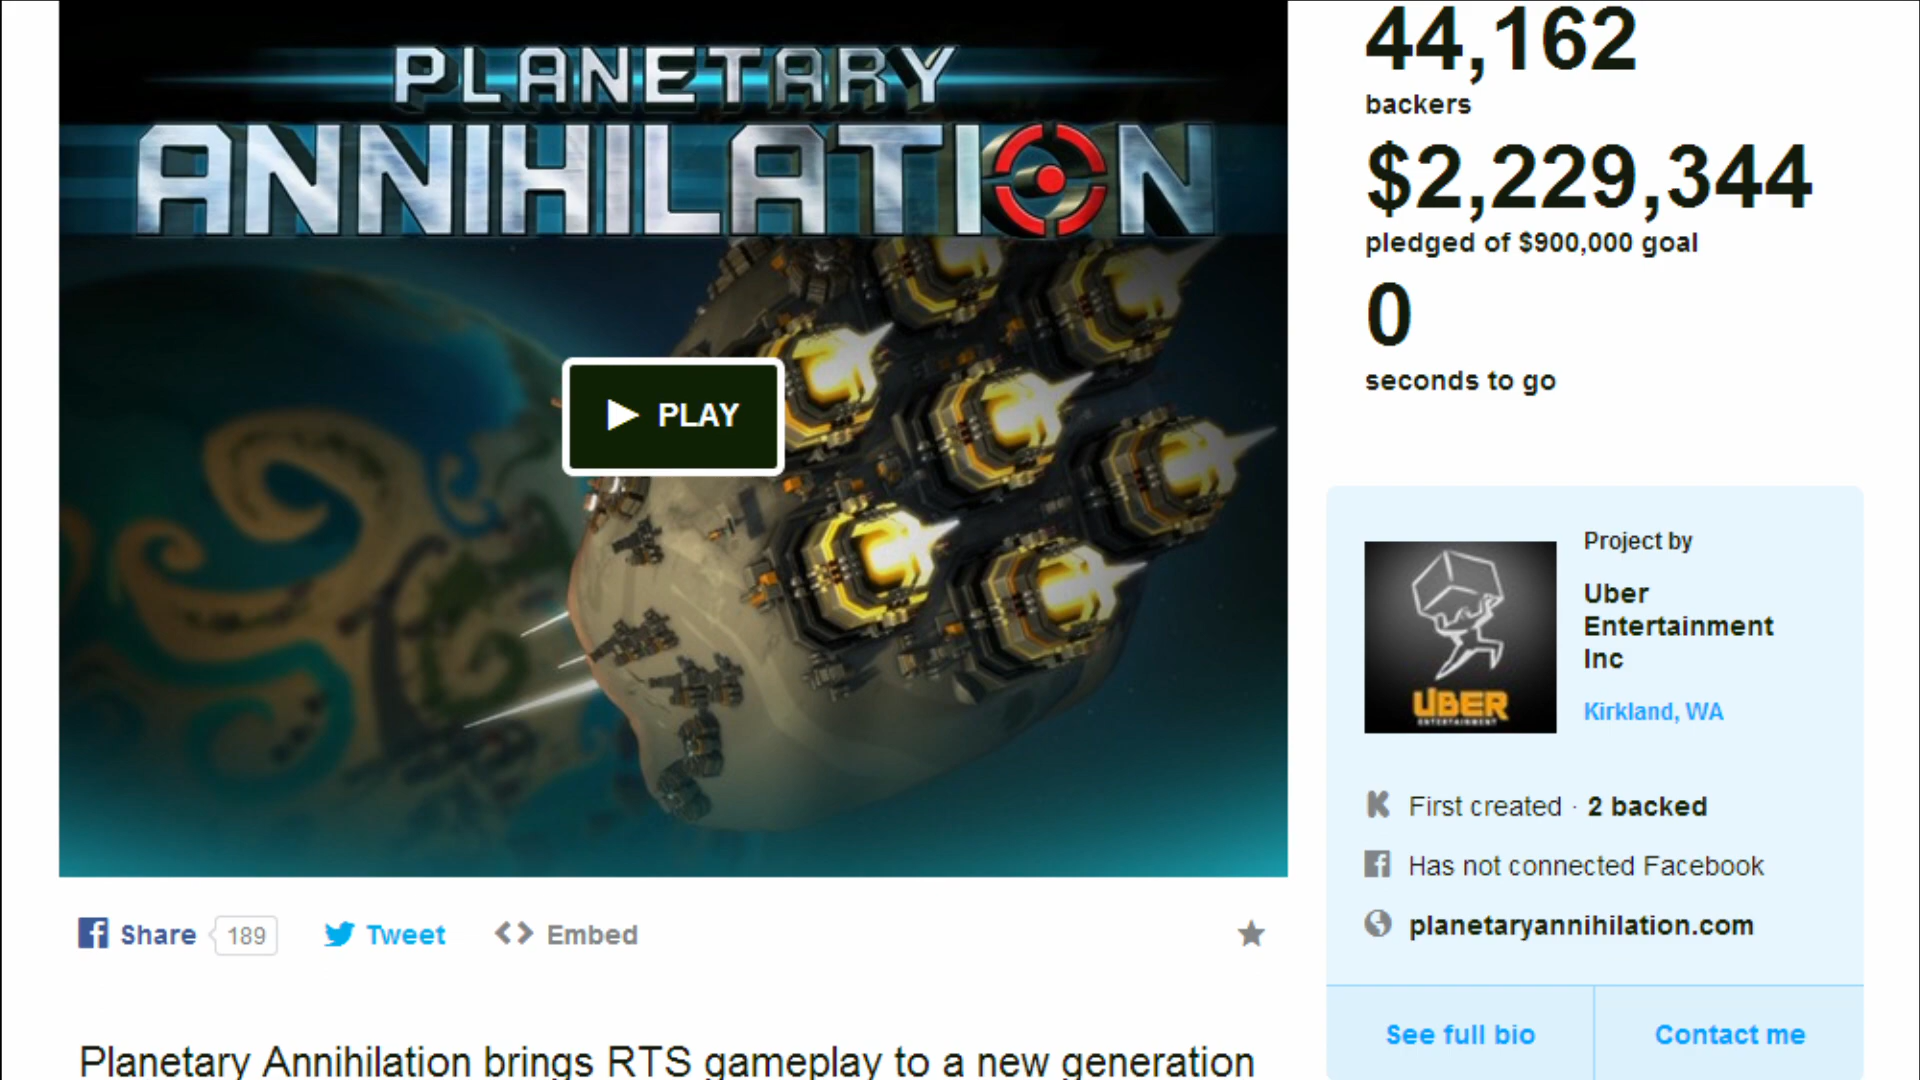 PLANETARY
ANNIHILATION
PLAY
44,162
backers
$2,229,344
pledged of $900,000 goal
0
seconds to go
Project by
Uber
Entertainment
Inc
Kirkland, WA
UBER
ENTERTAINMENT
First created · 2 backed
Has not connected Facebook
planetaryannihilation.com
See full bio
Contact me
Share 189 Tweet Embed
Planetary Annihilation brings RTS gameplay to a new generation